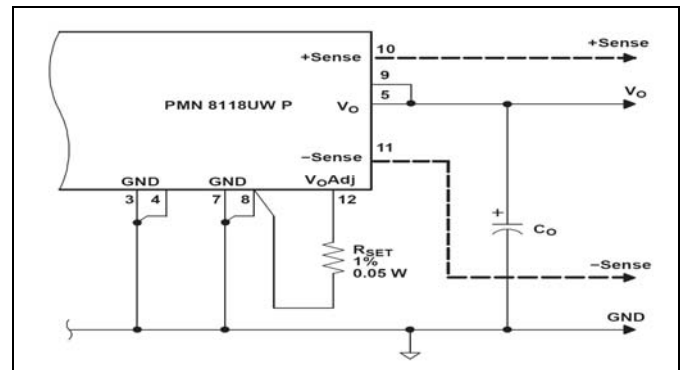 +Sense
10
+Sense
9
5
VO
VO
PMN 8118UW P
11
−Sense
GND
GND
VOAdj
3
4
7
8
12
+
CO
RSET
1%
0.05 W
−Sense
GND